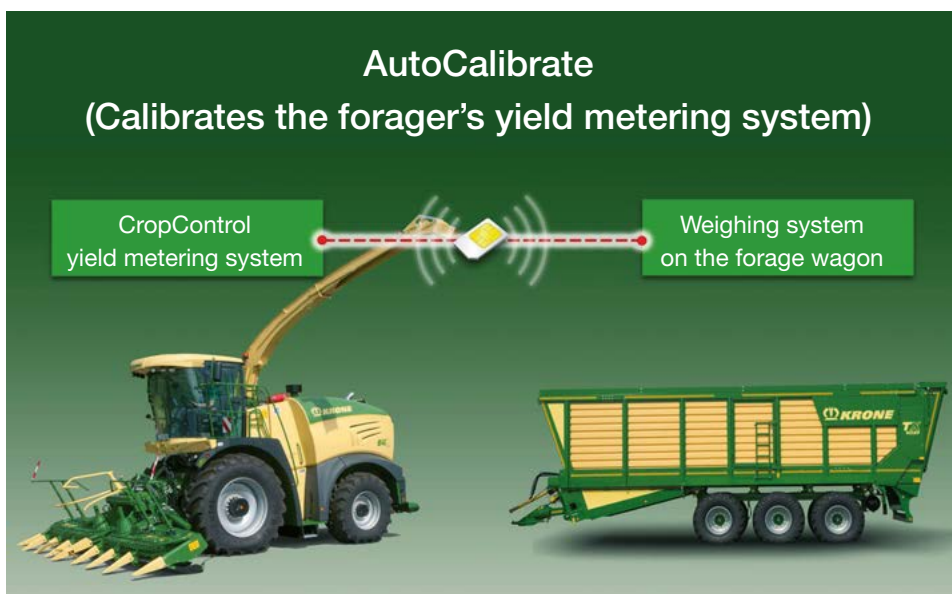 AutoCalibrate
(Calibrates the forager’s yield metering system)
CropControl
yield metering system
Weighing system
on the forage wagon
KRONE
KRONE